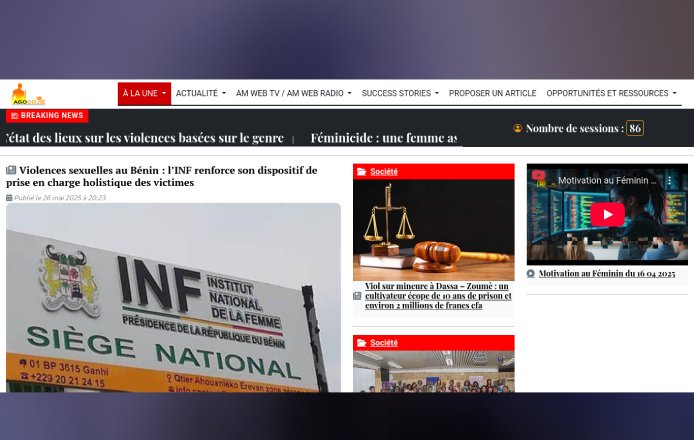 AGOODJIE
À LA UNE
ACTUALITÉ
AM WEB TV / AM WEB RADIO
SUCCESS STORIES
PROPOSER UN ARTICLE
OPPORTUNITÉS ET RESSOURCES
BREAKING NEWS
l'état des lieux sur les violences basées sur le genre | Féminicide : une femme as
Nombre de sessions : 86
Violences sexuelles au Bénin : l'INF renforce son dispositif de
prise en charge holistique des victimes
Publié le 26 mai 2025 à 20:23
INF INSTITUT
NATIONAL
DE LA FEMME
PRÉSIDENCE DE LA RÉPUBLIQUE DU BÉNIN
SIÈGE NATIONAL
01 BP 3615 Ganhi
+229 20 21 24 15
Qtier Ahouanlèko Erevan zone
Société
Viol sur mineure à Dassa – Zoumè : un
cultivateur écope de 10 ans de prison et
environ 2 millions de francs cfa
Société
Motivation au Féminin ...
Motivation au Féminin du 16 04 2025